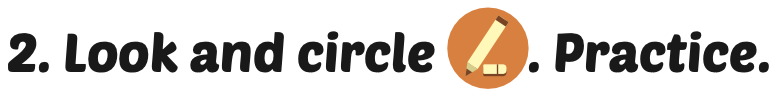 2. Look and circle . Practice.